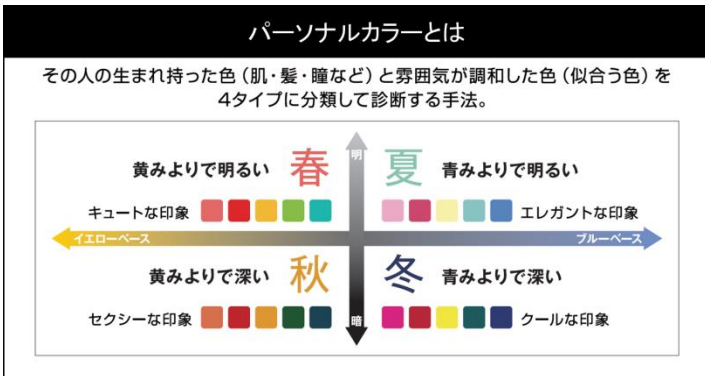 パーソナルカラーとは
その人の生まれ持った色（肌・髪・瞳など）と雰囲気が調和した色（似合う色）を
4タイプに分類して診断する手法。
明
黄みよりで明るい 春
キュートな印象
夏 青みよりで明るい
エレガントな印象
イエローベース
ブルーベース
黄みよりで深い 秋
セクシーな印象
冬 青みよりで深い
クールな印象
暗